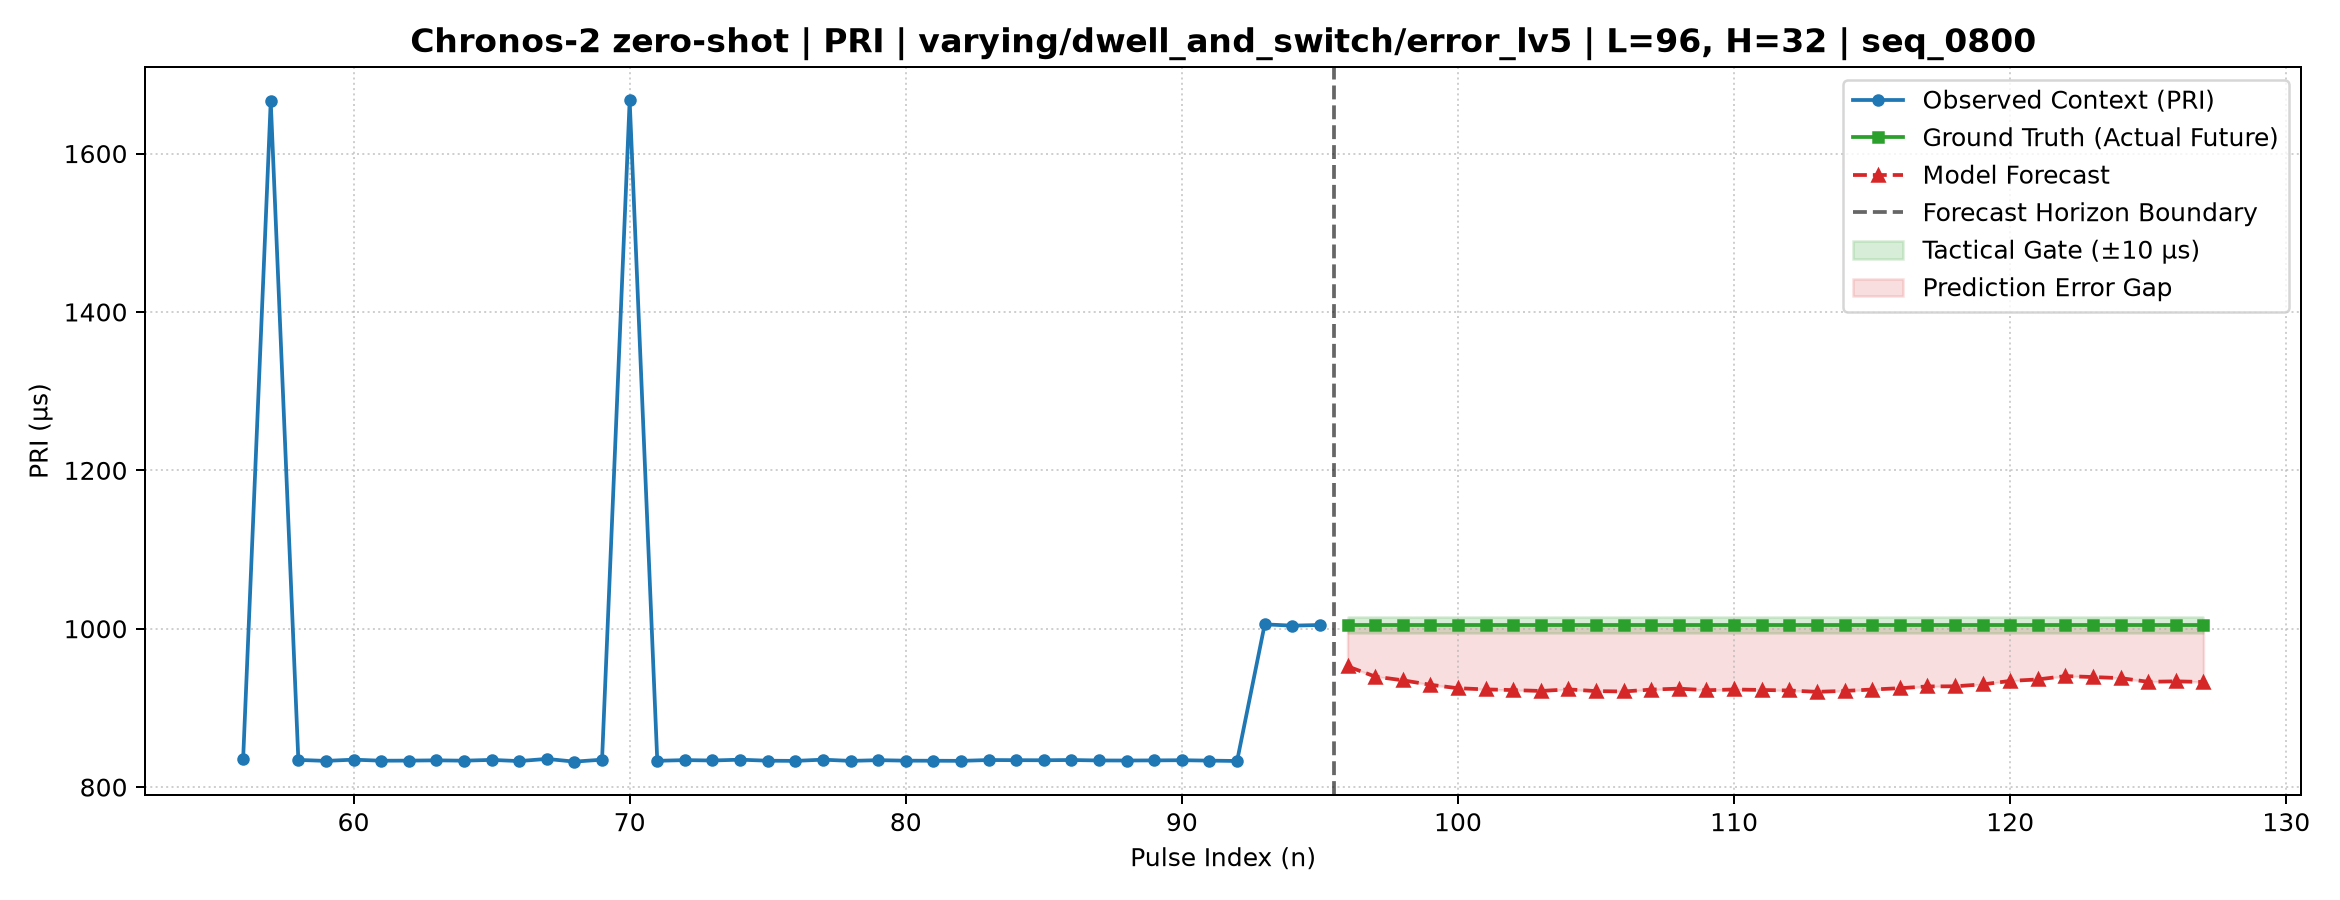 Chronos-2 zero-shot | PRI | varying/dwell_and_switch/error_lv5 | L=96, H=32 | seq_0800
Observed Context (PRI)
Ground Truth (Actual Future)
Model Forecast
Forecast Horizon Boundary
Tactical Gate (±10 µs)
Prediction Error Gap
PRI (µs)
1600
1400
1200
1000
800
60 70 80 90 100 110 120 130
Pulse Index (n)